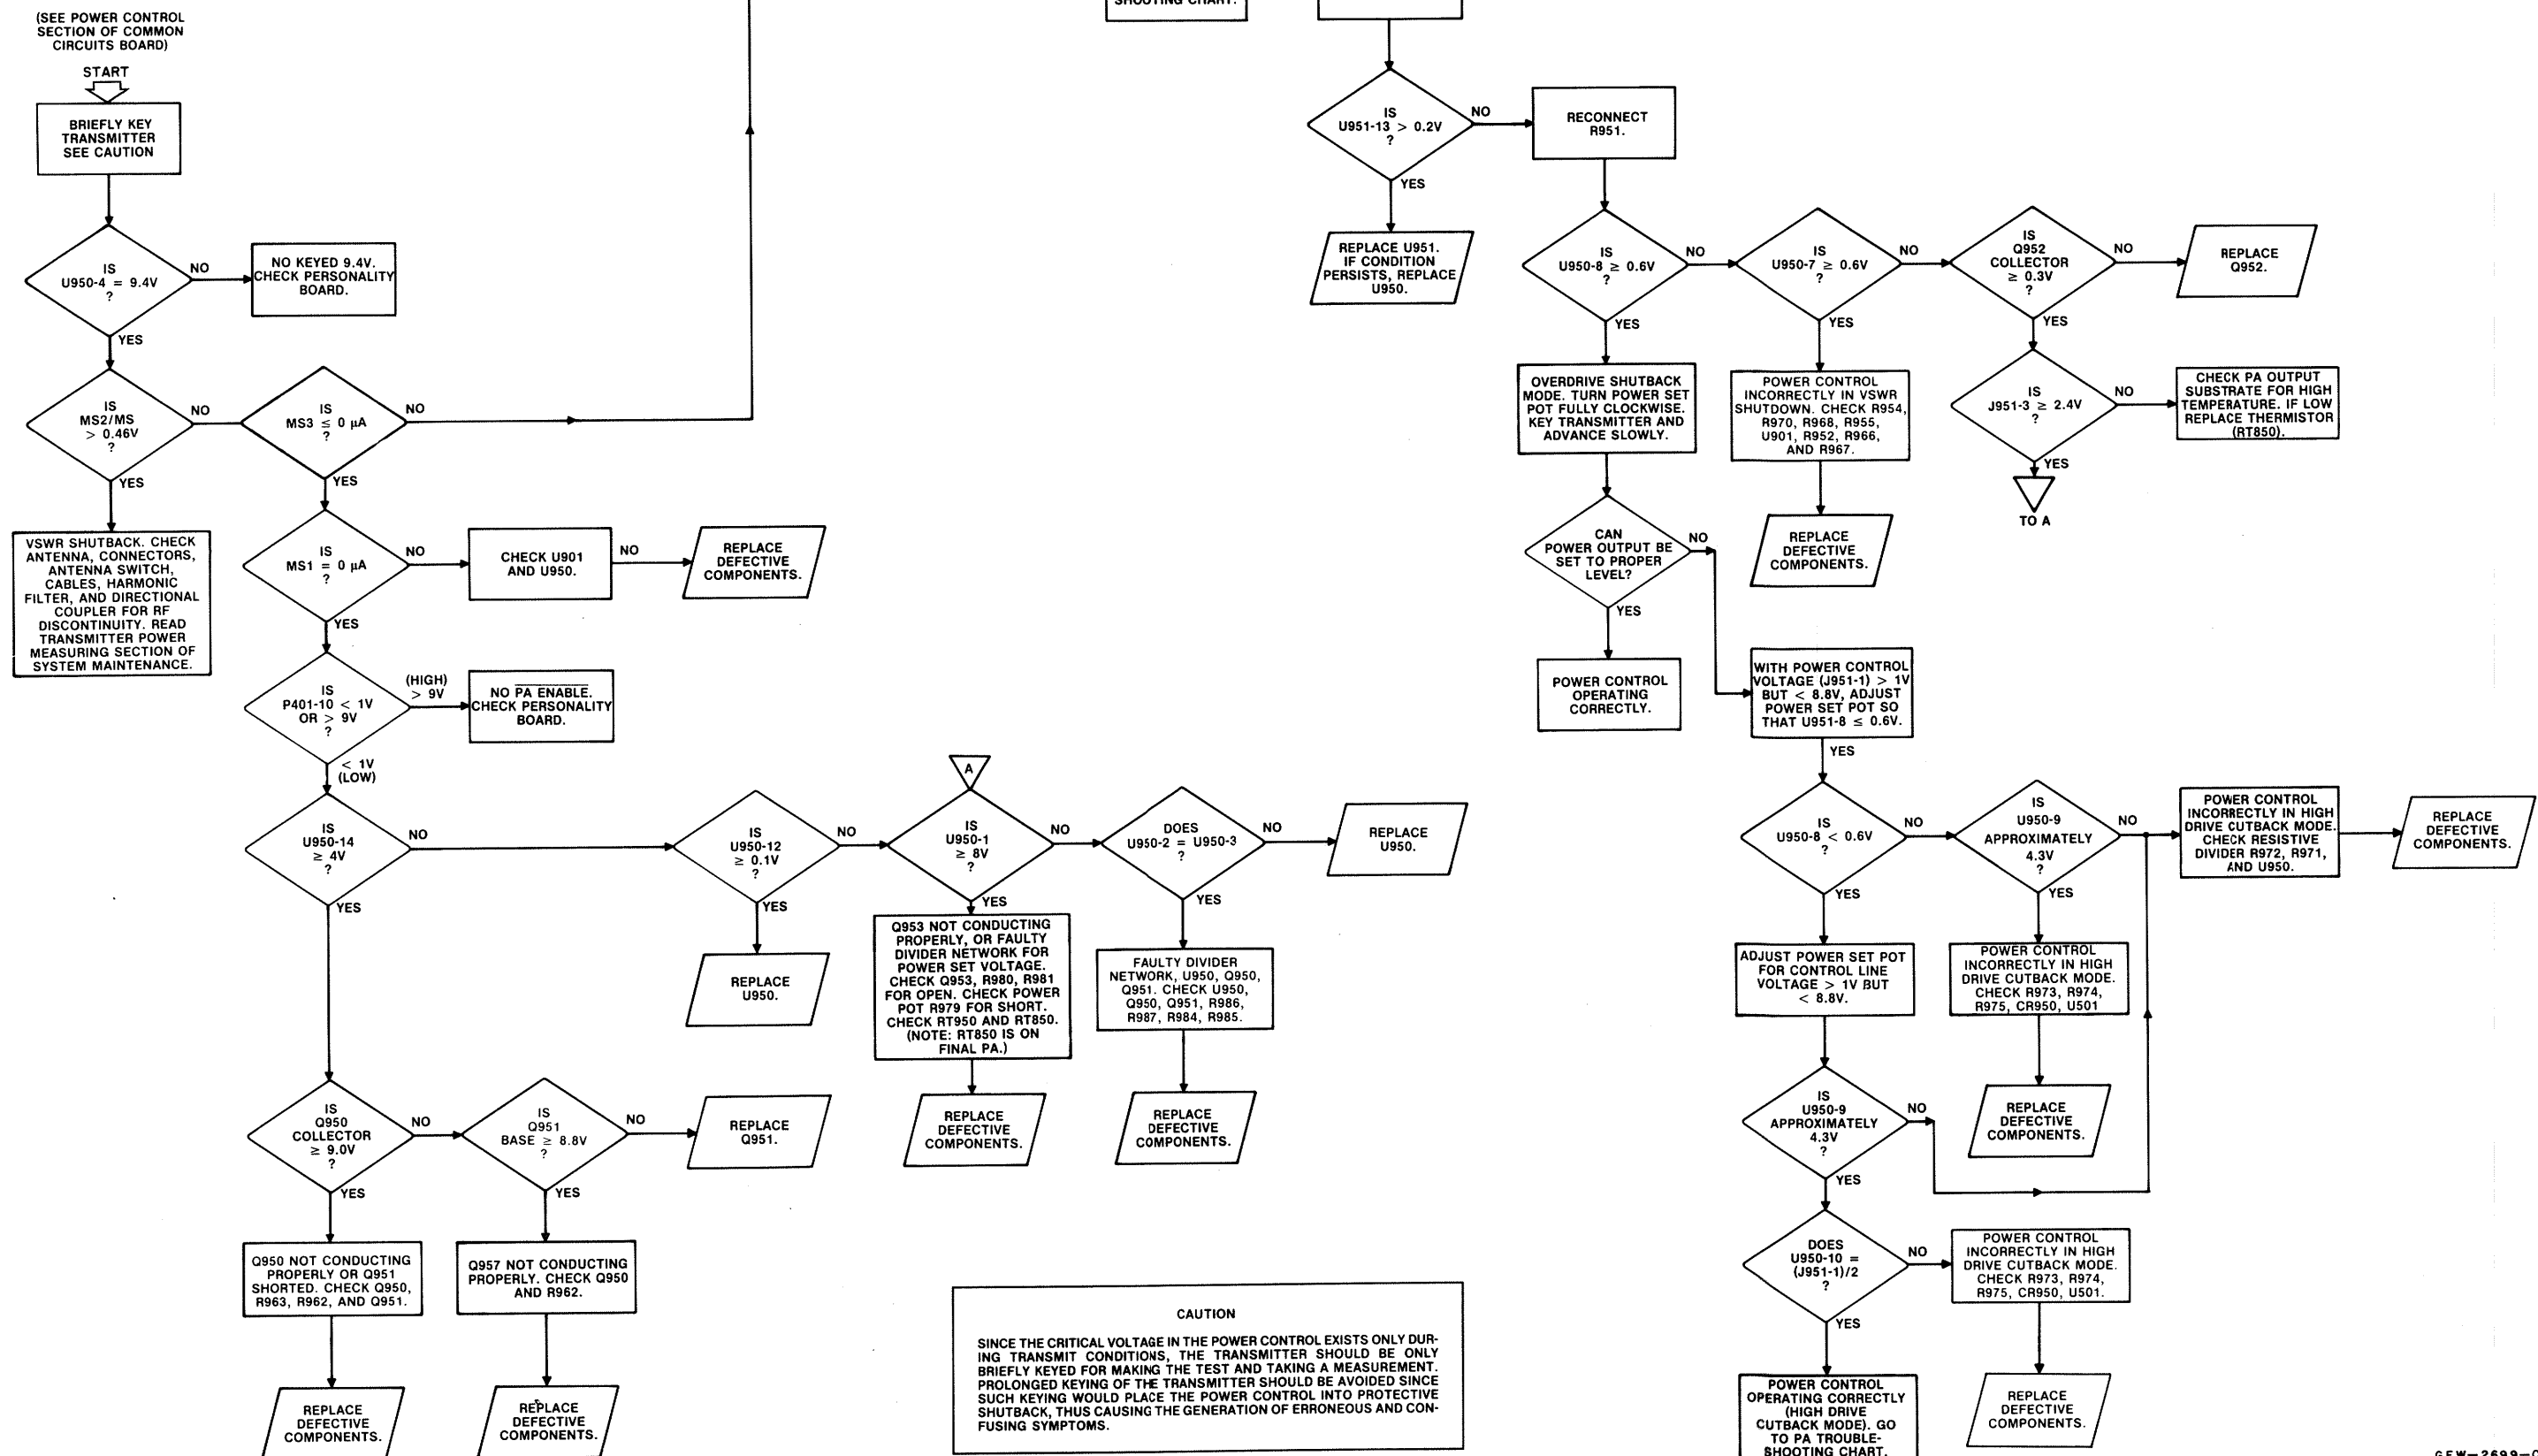 (SEE POWER CONTROL
SECTION OF COMMON
CIRCUITS BOARD)
START
BRIEFLY KEY
TRANSMITTER
SEE CAUTION
IS
U950-4 = 9.4V
?
NO
NO KEYED 9.4V.
CHECK PERSONALITY
BOARD.
YES
IS
MS2/MS
> 0.46V
?
NO
IS
MS3 ≤ 0 μA
?
NO
YES
VSWR SHUTBACK. CHECK
ANTENNA, CONNECTORS,
ANTENNA SWITCH,
CABLES, HARMONIC
FILTER, AND DIRECTIONAL
COUPLER FOR RF
DISCONTINUITY. READ
TRANSMITTER POWER
MEASURING SECTION OF
SYSTEM MAINTENANCE.
YES
IS
MS1 = 0 μA
?
NO
CHECK U901
AND U950.
NO
REPLACE
DEFECTIVE
COMPONENTS.
YES
IS
P401-10 < 1V
OR > 9V
?
(HIGH)
> 9V
NO PA ENABLE.
CHECK PERSONALITY
BOARD.
< 1V
(LOW)
IS
U950-14
≥ 4V
?
NO
IS
U950-12
≥ 0.1V
?
NO
A
IS
U950-1
≥ 8V
?
NO
DOES
U950-2 = U950-3
?
NO
REPLACE
U950.
YES
REPLACE
U950.
YES
Q953 NOT CONDUCTING
PROPERLY, OR FAULTY
DIVIDER NETWORK FOR
POWER SET VOLTAGE.
CHECK Q953, R980, R981
FOR OPEN. CHECK POWER
POT R979 FOR SHORT.
CHECK RT950 AND RT850.
(NOTE: RT850 IS ON
FINAL PA.)
REPLACE
DEFECTIVE
COMPONENTS.
YES
FAULTY DIVIDER
NETWORK, U950, Q950,
Q951. CHECK U950,
Q950, Q951, R986,
R987, R984, R985.
REPLACE
DEFECTIVE
COMPONENTS.
YES
IS
Q950
COLLECTOR
≥ 9.0V
?
NO
IS
Q951
BASE ≥ 8.8V
?
NO
REPLACE
Q951.
YES
Q950 NOT CONDUCTING
PROPERLY OR Q951
SHORTED. CHECK Q950,
R963, R962, AND Q951.
REPLACE
DEFECTIVE
COMPONENTS.
YES
Q957 NOT CONDUCTING
PROPERLY. CHECK Q950
AND R962.
REPLACE
DEFECTIVE
COMPONENTS.
CAUTION
SINCE THE CRITICAL VOLTAGE IN THE POWER CONTROL EXISTS ONLY DUR-
ING TRANSMIT CONDITIONS, THE TRANSMITTER SHOULD BE ONLY
BRIEFLY KEYED FOR MAKING THE TEST AND TAKING A MEASUREMENT.
PROLONGED KEYING OF THE TRANSMITTER SHOULD BE AVOIDED SINCE
SUCH KEYING WOULD PLACE THE POWER CONTROL INTO PROTECTIVE
SHUTBACK, THUS CAUSING THE GENERATION OF ERRONEOUS AND CON-
FUSING SYMPTOMS.
SHOOTING CHART.
IS
U951-13 > 0.2V
?
NO
RECONNECT
R951.
YES
REPLACE U951.
IF CONDITION
PERSISTS, REPLACE
U950.
IS
U950-8 ≥ 0.6V
?
NO
IS
U950-7 ≥ 0.6V
?
NO
IS
Q952
COLLECTOR
≥ 0.3V
?
NO
REPLACE
Q952.
YES
OVERDRIVE SHUTBACK
MODE. TURN POWER SET
POT FULLY CLOCKWISE.
KEY TRANSMITTER AND
ADVANCE SLOWLY.
YES
POWER CONTROL
INCORRECTLY IN VSWR
SHUTDOWN. CHECK R954,
R970, R968, R955,
U901, R952, R966,
AND R967.
REPLACE
DEFECTIVE
COMPONENTS.
YES
IS
J951-3 ≥ 2.4V
?
NO
CHECK PA OUTPUT
SUBSTRATE FOR HIGH
TEMPERATURE. IF LOW
REPLACE THERMISTOR
(RT850).
YES
TO A
CAN
POWER OUTPUT BE
SET TO PROPER
LEVEL?
NO
YES
POWER CONTROL
OPERATING
CORRECTLY.
WITH POWER CONTROL
VOLTAGE (J951-1) > 1V
BUT < 8.8V, ADJUST
POWER SET POT SO
THAT U951-8 ≤ 0.6V.
YES
IS
U950-8 < 0.6V
?
NO
IS
U950-9
APPROXIMATELY
4.3V
?
NO
POWER CONTROL
INCORRECTLY IN HIGH
DRIVE CUTBACK MODE.
CHECK RESISTIVE
DIVIDER R972, R971,
AND U950.
REPLACE
DEFECTIVE
COMPONENTS.
YES
ADJUST POWER SET POT
FOR CONTROL LINE
VOLTAGE > 1V BUT
< 8.8V.
YES
POWER CONTROL
INCORRECTLY IN HIGH
DRIVE CUTBACK MODE.
CHECK R973, R974,
R975, CR950, U501
REPLACE
DEFECTIVE
COMPONENTS.
IS
U950-9
APPROXIMATELY
4.3V
?
NO
YES
DOES
U950-10 =
(J951-1)/2
?
NO
POWER CONTROL
INCORRECTLY IN HIGH
DRIVE CUTBACK MODE.
CHECK R973, R974,
R975, CR950, U501.
REPLACE
DEFECTIVE
COMPONENTS.
YES
POWER CONTROL
OPERATING CORRECTLY
(HIGH DRIVE
CUTBACK MODE). GO
TO PA TROUBLE-
SHOOTING CHART.